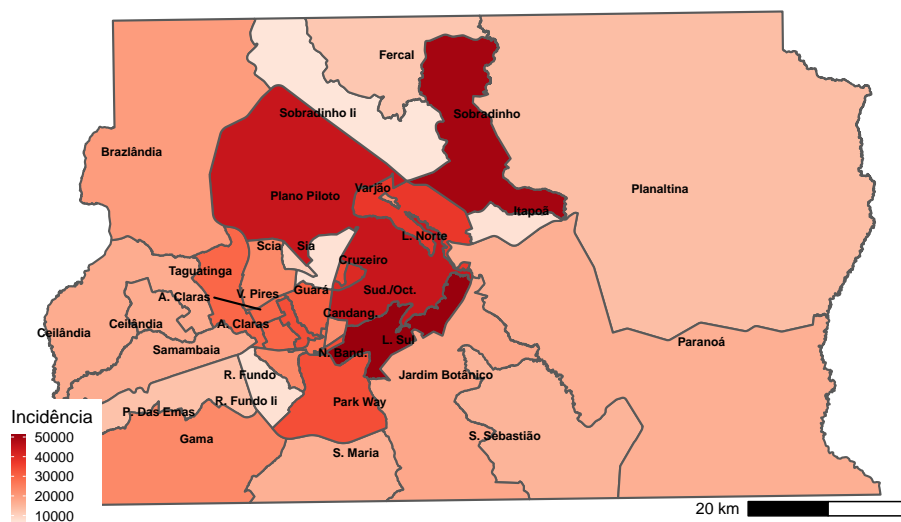 Fercal
Sobradinho Ii
Sobradinho
Brazlândia
Planaltina
Varjão
Plano Piloto
Itapoã
L. Norte
Scia
Sia
Cruzeiro
Taguatinga
A. Claras
V. Pires
Guará
Sud./Oct.
Candang.
Ceilândia
Ceilândia
A. Claras
L. Sul
Paranoá
Samambaia
N. Band.
R. Fundo
Jardim Botânico
R. Fundo Ii
Park Way
P. Das Emas
Gama
S. Sebastião
S. Maria
Incidência
50000
40000
30000
20000
10000
20 km